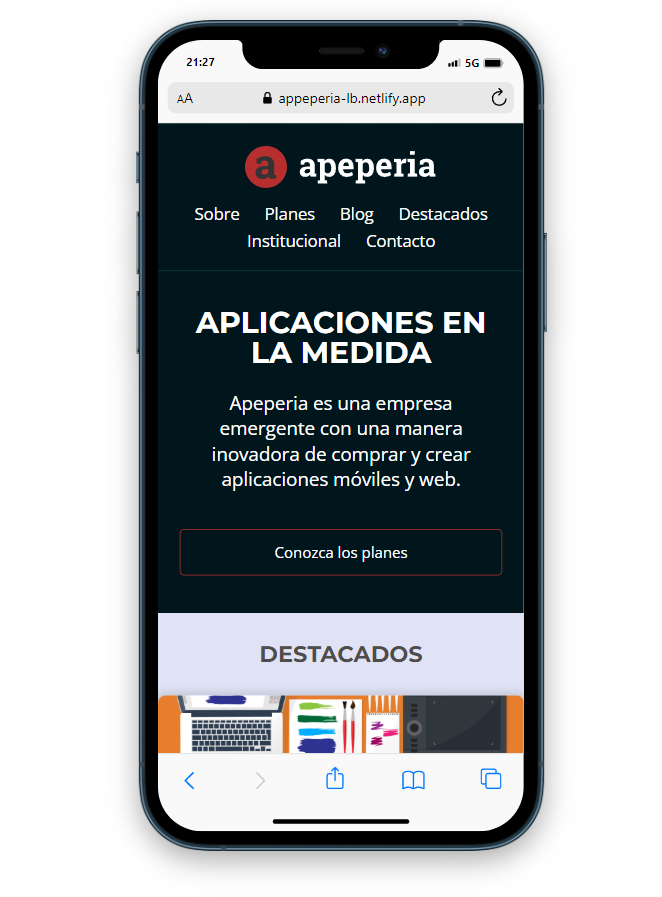 21:27
5G
AA
appeperia-lb.netlify.app
a apeperia
Sobre Planes Blog Destacados
Institucional Contacto
APLICACIONES EN
LA MEDIDA
Apeperia es una empresa
emergente con una manera
inovadora de comprar y crear
aplicaciones móviles y web.
Conozca los planes
DESTACADOS